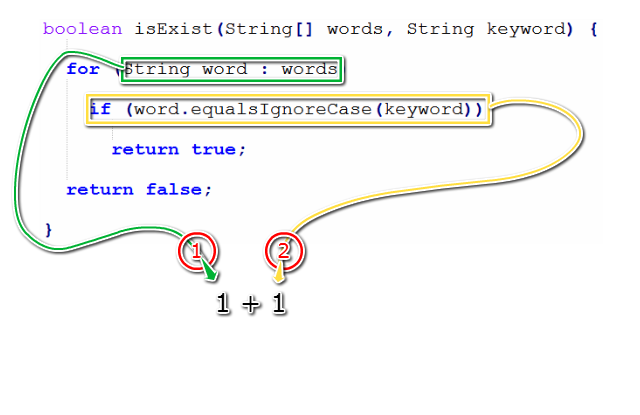 boolean isExist(String[] words, String keyword) {
for (String word : words
if (word.equalsIgnoreCase(keyword))
return true;
return false;
}
1 2
1 + 1